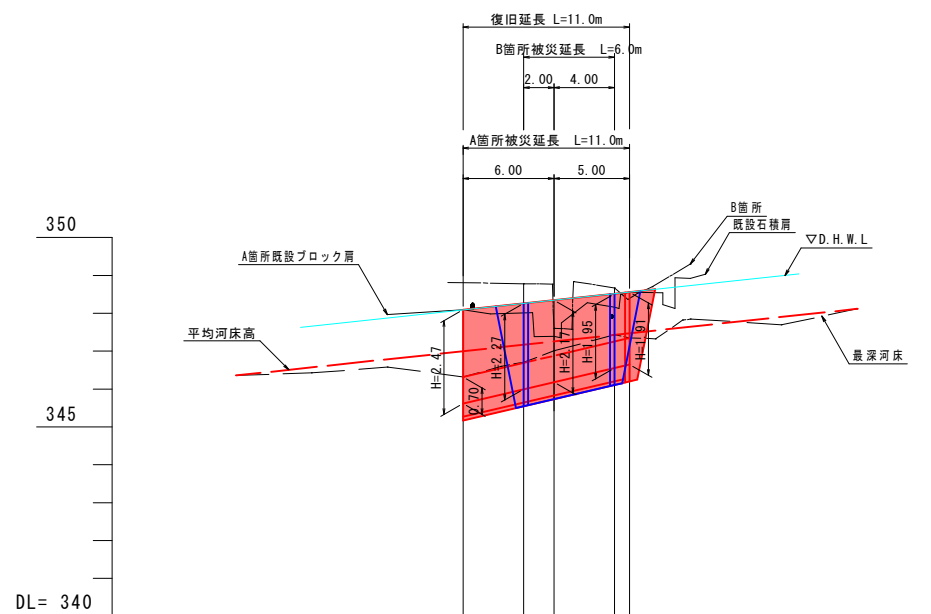 復旧延長 L=11.0m
B箇所被災延長 L=6.0m
2.00 4.00
A箇所被災延長 L=11.0m
6.00 5.00
B箇所
既設石積肩
▽D.H.W.L
350
A箇所既設ブロック肩
平均河床高
最深河床
H=2.47
0.70
H=2.27
H=2.17
H=1.95
H=1.91
345
DL= 340